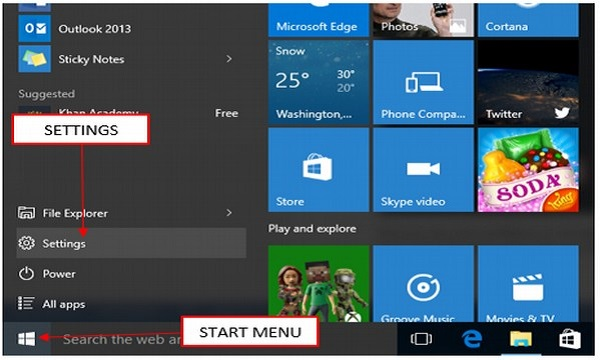 Outlook 2013
Sticky Notes
Suggested
Khan Academy
Free
SETTINGS
File Explorer
Settings
Power
All apps
Search the web an
START MENU
Microsoft Edge
Photos
Cortana
Snow
25° 30°
20°
Washington,...
Phone Compa...
Twitter
Store
Skype video
SODA
King
Play and explore
Groove Music
Movies & TV